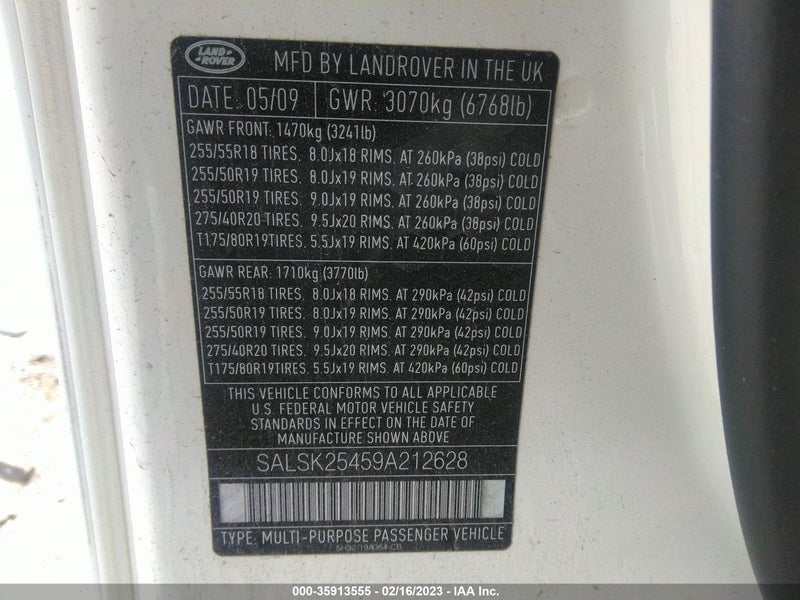 LAND ROVER
MFD BY LANDROVER IN THE UK
DATE: 05/09 GWR: 3070kg (6768lb)
GAWR FRONT: 1470kg (3241lb)
255/55R18 TIRES. 8.0Jx18 RIMS. AT 260kPa (38psi) COLD
255/50R19 TIRES. 8.0Jx19 RIMS. AT 260kPa (38psi) COLD
255/50R19 TIRES. 9.0Jx19 RIMS. AT 260kPa (38psi) COLD
275/40R20 TIRES. 9.5Jx20 RIMS. AT 260kPa (38psi) COLD
T175/80R19TIRES. 5.5Jx19 RIMS. AT 420kPa (60psi) COLD
GAWR REAR: 1710kg (3770lb)
255/55R18 TIRES. 8.0Jx18 RIMS. AT 290kPa (42psi) COLD
255/50R19 TIRES. 8.0Jx19 RIMS. AT 290kPa (42psi) COLD
255/50R19 TIRES. 9.0Jx19 RIMS. AT 290kPa (42psi) COLD
275/40R20 TIRES. 9.5Jx20 RIMS. AT 290kPa (42psi) COLD
T175/80R19TIRES. 5.5Jx19 RIMS. AT 420kPa (60psi) COLD
THIS VEHICLE CONFORMS TO ALL APPLICABLE
U.S. FEDERAL MOTOR VEHICLE SAFETY
STANDARDS IN EFFECT ON THE DATE OF
MANUFACTURE SHOWN ABOVE
SALSK25459A212628
TYPE: MULTI-PURPOSE PASSENGER VEHICLE
000-35913555 - 02/16/2023 - IAA Inc.